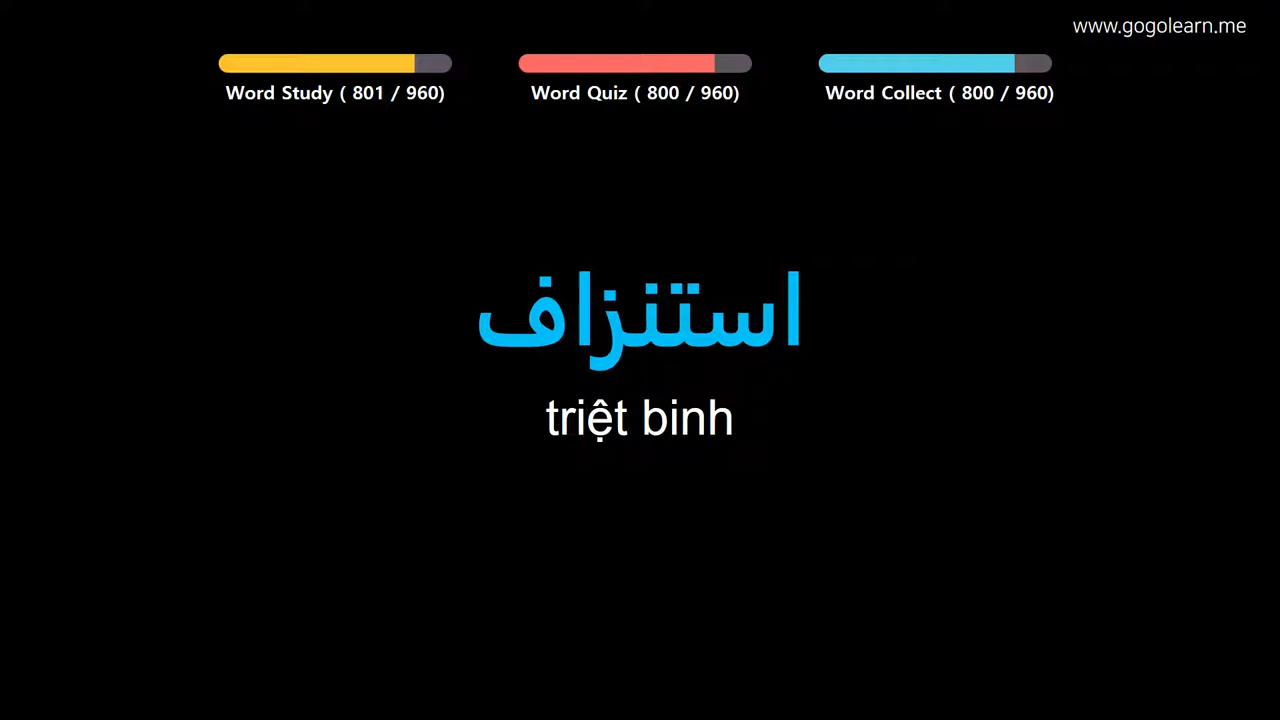 www.gogolearn.me
Word Study ( 801 / 960)
Word Quiz ( 800 / 960)
Word Collect ( 800 / 960)
استنزاف
triệt binh